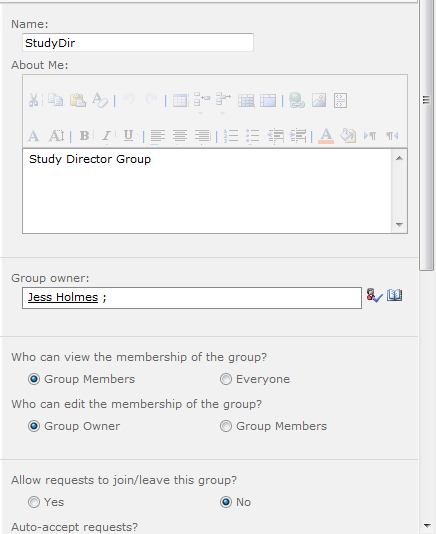 Name:
StudyDir
About Me:
A A B I U A
Study Director Group
Group owner:
Jess Holmes ;
Who can view the membership of the group?
Group Members Everyone
Who can edit the membership of the group?
Group Owner Group Members
Allow requests to join/leave this group?
Yes No
Auto-accept requests?